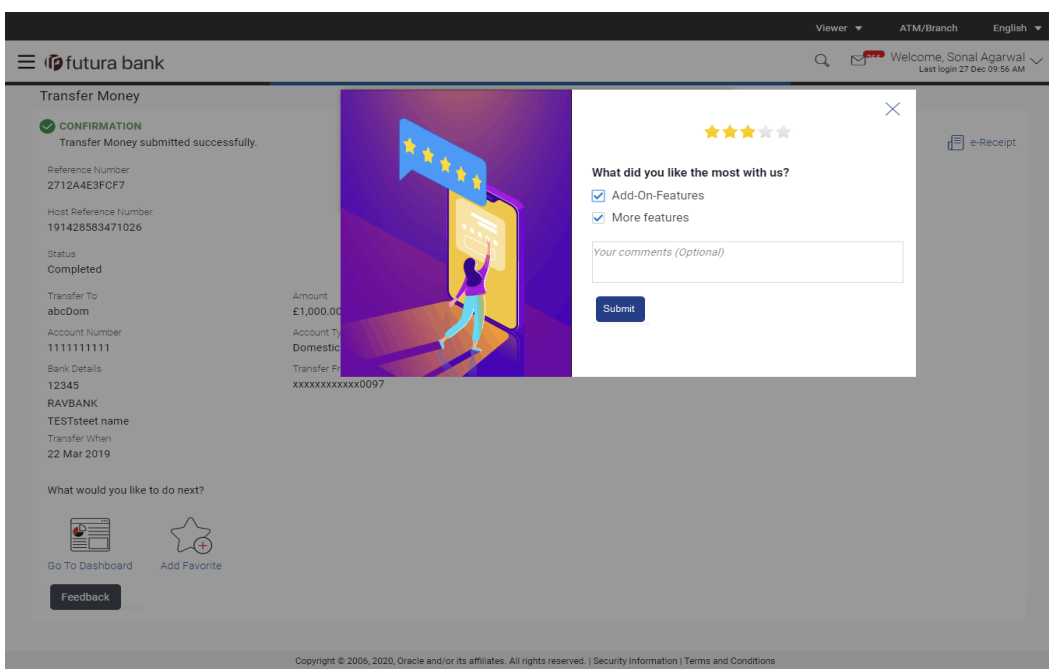 Viewer ATM/Branch English
futura bank
Welcome, Sonal Agarwal
Last login 27 Dec 09:56 AM
Transfer Money
CONFIRMATION
Transfer Money submitted successfully.
e-Receipt
Reference Number
2712A4E3FCF7
Host Reference Number
191428583471026
Status
Completed
Transfer To
abcDom
Amount
£1,000.00
Account Number
1111111111
Account Ty
Domestic
Bank Details
12345
RAVBANK
TESTsteet name
Transfer Fr
xxxxxxxxxxxx0097
Transfer When
22 Mar 2019
What would you like to do next?
Go To Dashboard Add Favorite
Feedback
What did you like the most with us?
Add-On-Features
More features
Your comments (Optional)
Submit
Copyright © 2006, 2020, Oracle and/or its affiliates. All rights reserved. | Security Information | Terms and Conditions